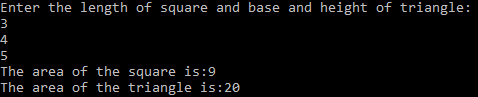 Enter the length of square and base and height of triangle:
3
4
5
The area of the square is:9
The area of the triangle is:20